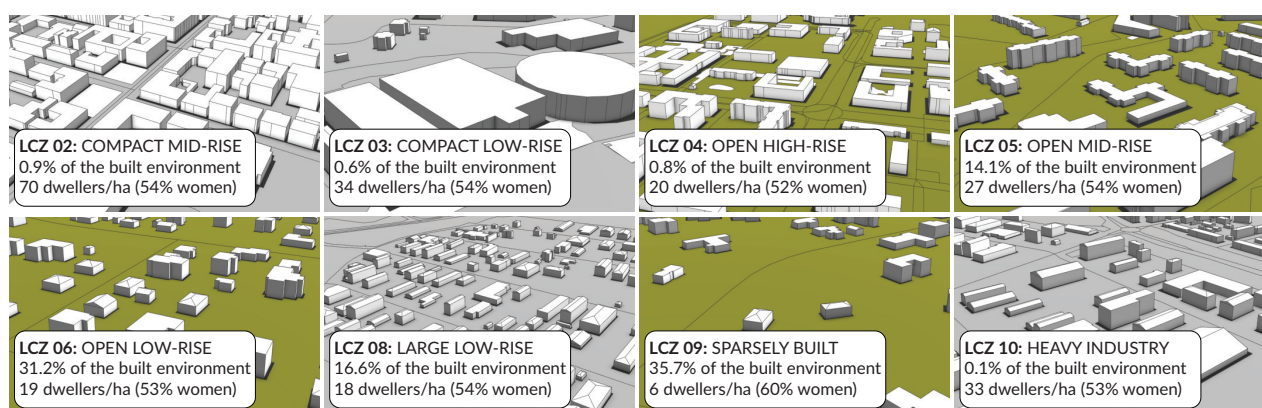 LCZ 02: COMPACT MID-RISE
0.9% of the built environment
70 dwellers/ha (54% women)
LCZ 03: COMPACT LOW-RISE
0.6% of the built environment
34 dwellers/ha (54% women)
LCZ 04: OPEN HIGH-RISE
0.8% of the built environment
20 dwellers/ha (52% women)
LCZ 05: OPEN MID-RISE
14.1% of the built environment
27 dwellers/ha (54% women)
LCZ 06: OPEN LOW-RISE
31.2% of the built environment
19 dwellers/ha (53% women)
LCZ 08: LARGE LOW-RISE
16.6% of the built environment
18 dwellers/ha (54% women)
LCZ 09: SPARSELY BUILT
35.7% of the built environment
6 dwellers/ha (60% women)
LCZ 10: HEAVY INDUSTRY
0.1% of the built environment
33 dwellers/ha (53% women)